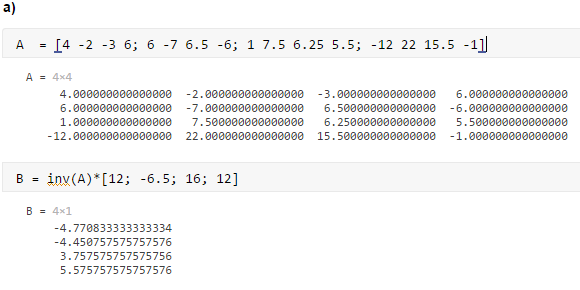 a)
A = [4 -2 -3 6; 6 -7 6.5 -6; 1 7.5 6.25 5.5; -12 22 15.5 -1]
A = 4×4
4.000000000000000 -2.000000000000000 -3.000000000000000 6.000000000000000
6.000000000000000 -7.000000000000000 6.500000000000000 -6.000000000000000
1.000000000000000 7.500000000000000 6.250000000000000 5.500000000000000
-12.000000000000000 22.000000000000000 15.500000000000000 -1.000000000000000
B = inv(A)*[12; -6.5; 16; 12]
B = 4×1
-4.770833333333334
-4.450757575757576
3.757575757575756
5.575757575757576